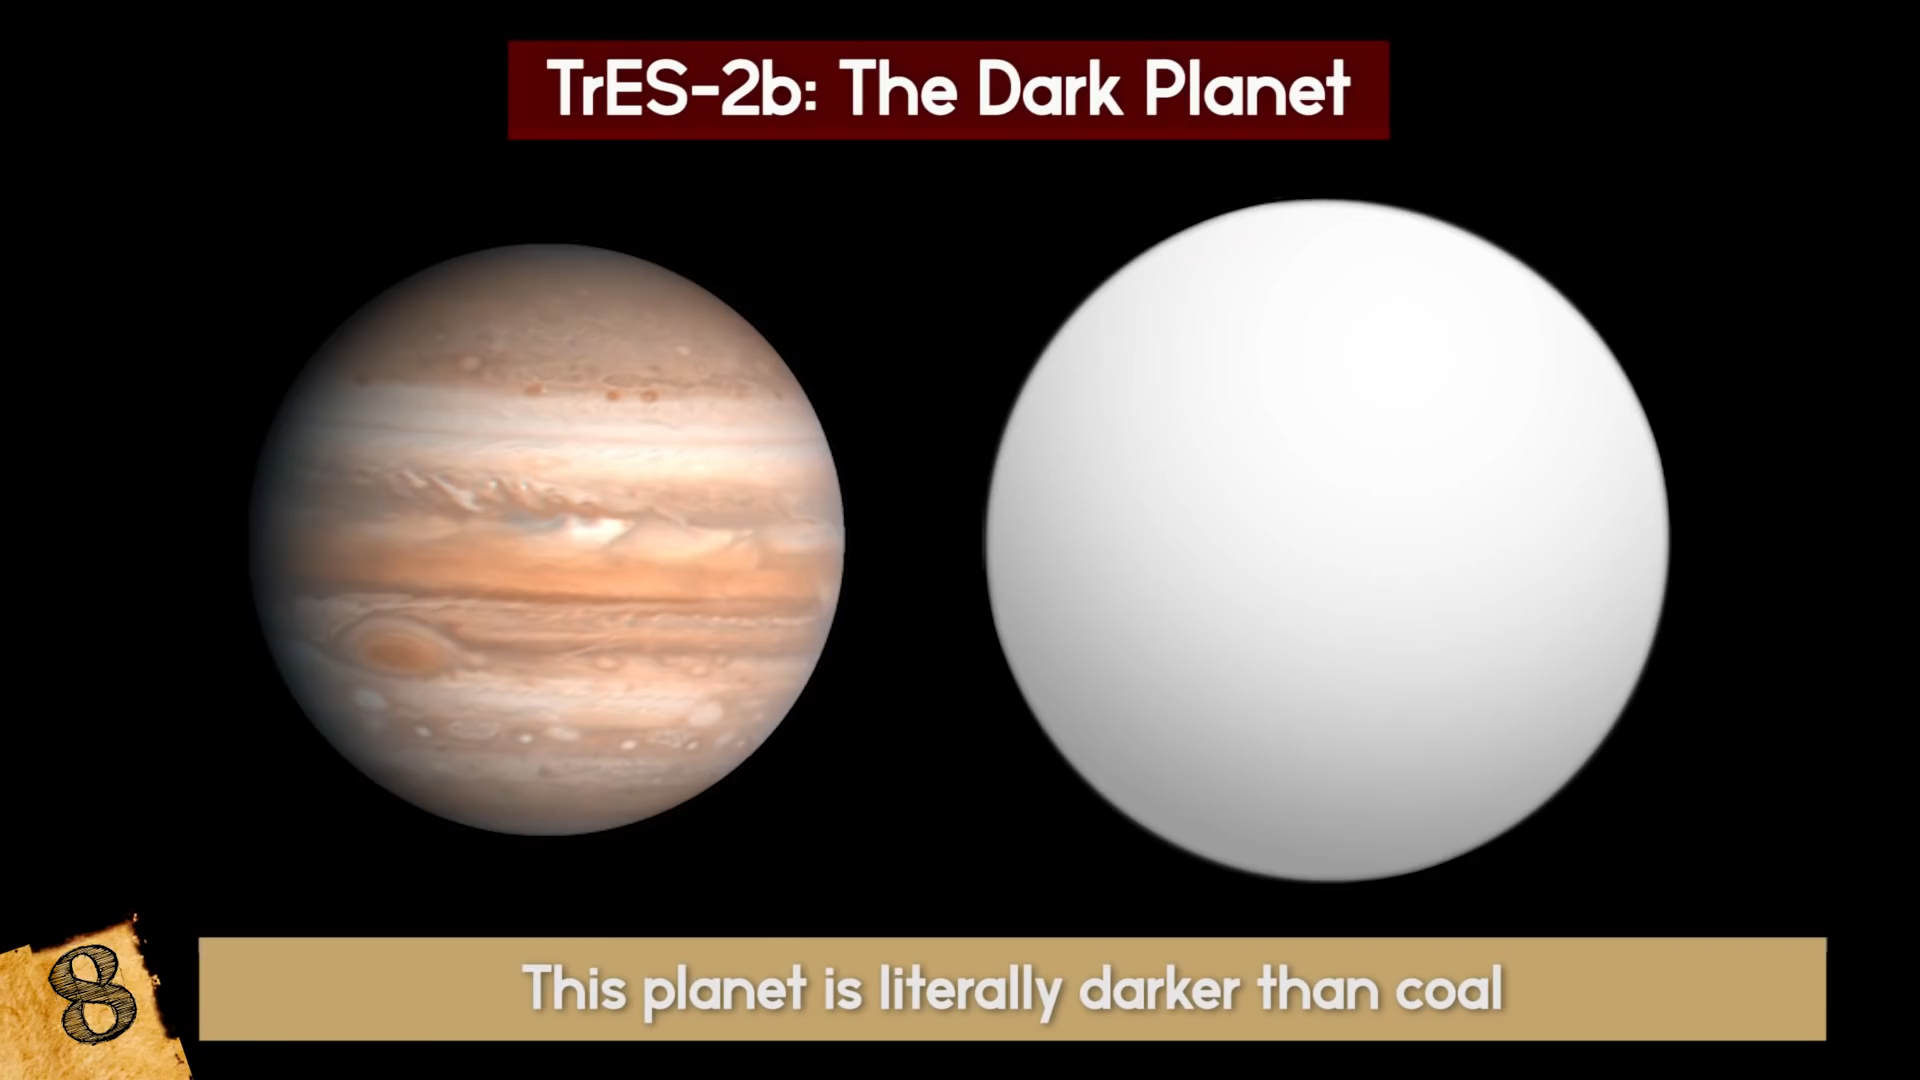 TrES-2b: The Dark Planet
8
This planet is literally darker than coal